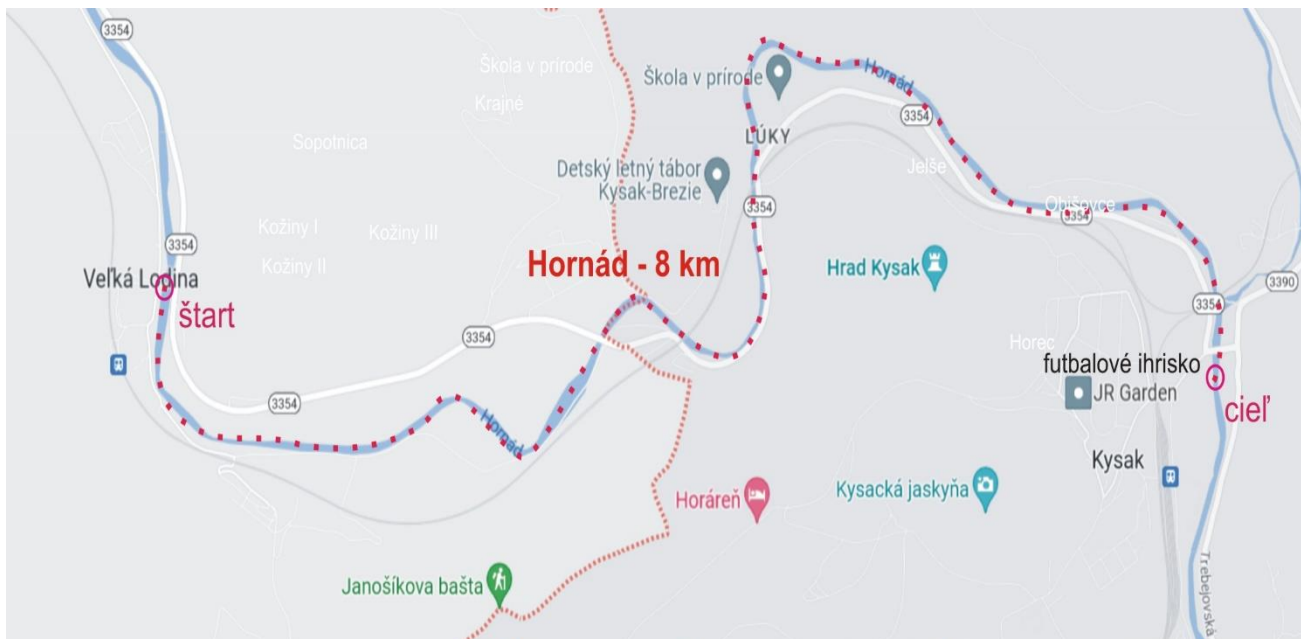 3354
Škola v prírode
Krajné
Sopotnica
Škola v prírode
Hornád
3354
ĽÚKY
Jelše
Detský letný tábor
Kysak-Brezie
3354
Obišovce
3354
Kožiny I
Kožiny III
3354
Kožiny II
Veľká Lodina
štart
Hornád - 8 km
Hrad Kysak
3390
3354
3354
Horec
futbalové ihrisko
JR Garden
cieľ
3354
Hornád
Kysak
Horáreň
Kysacká jaskyňa
Janošíkova bašta
Trebejovská